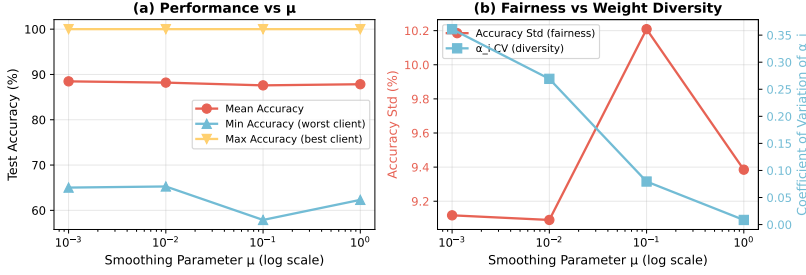 (a) Performance vs μ
Test Accuracy (%)
100
90
80
70
60
Mean Accuracy
Min Accuracy (worst client)
Max Accuracy (best client)
10⁻³
10⁻²
10⁻¹
10⁰
Smoothing Parameter μ (log scale)
(b) Fairness vs Weight Diversity
Accuracy Std (%)
10.2
10.0
9.8
9.6
9.4
9.2
Accuracy Std (fairness)
α_i CV (diversity)
0.35
0.30
0.25
0.20
0.15
0.10
0.05
0.00
Coefficient of Variation of α_i
10⁻³
10⁻²
10⁻¹
10⁰
Smoothing Parameter μ (log scale)